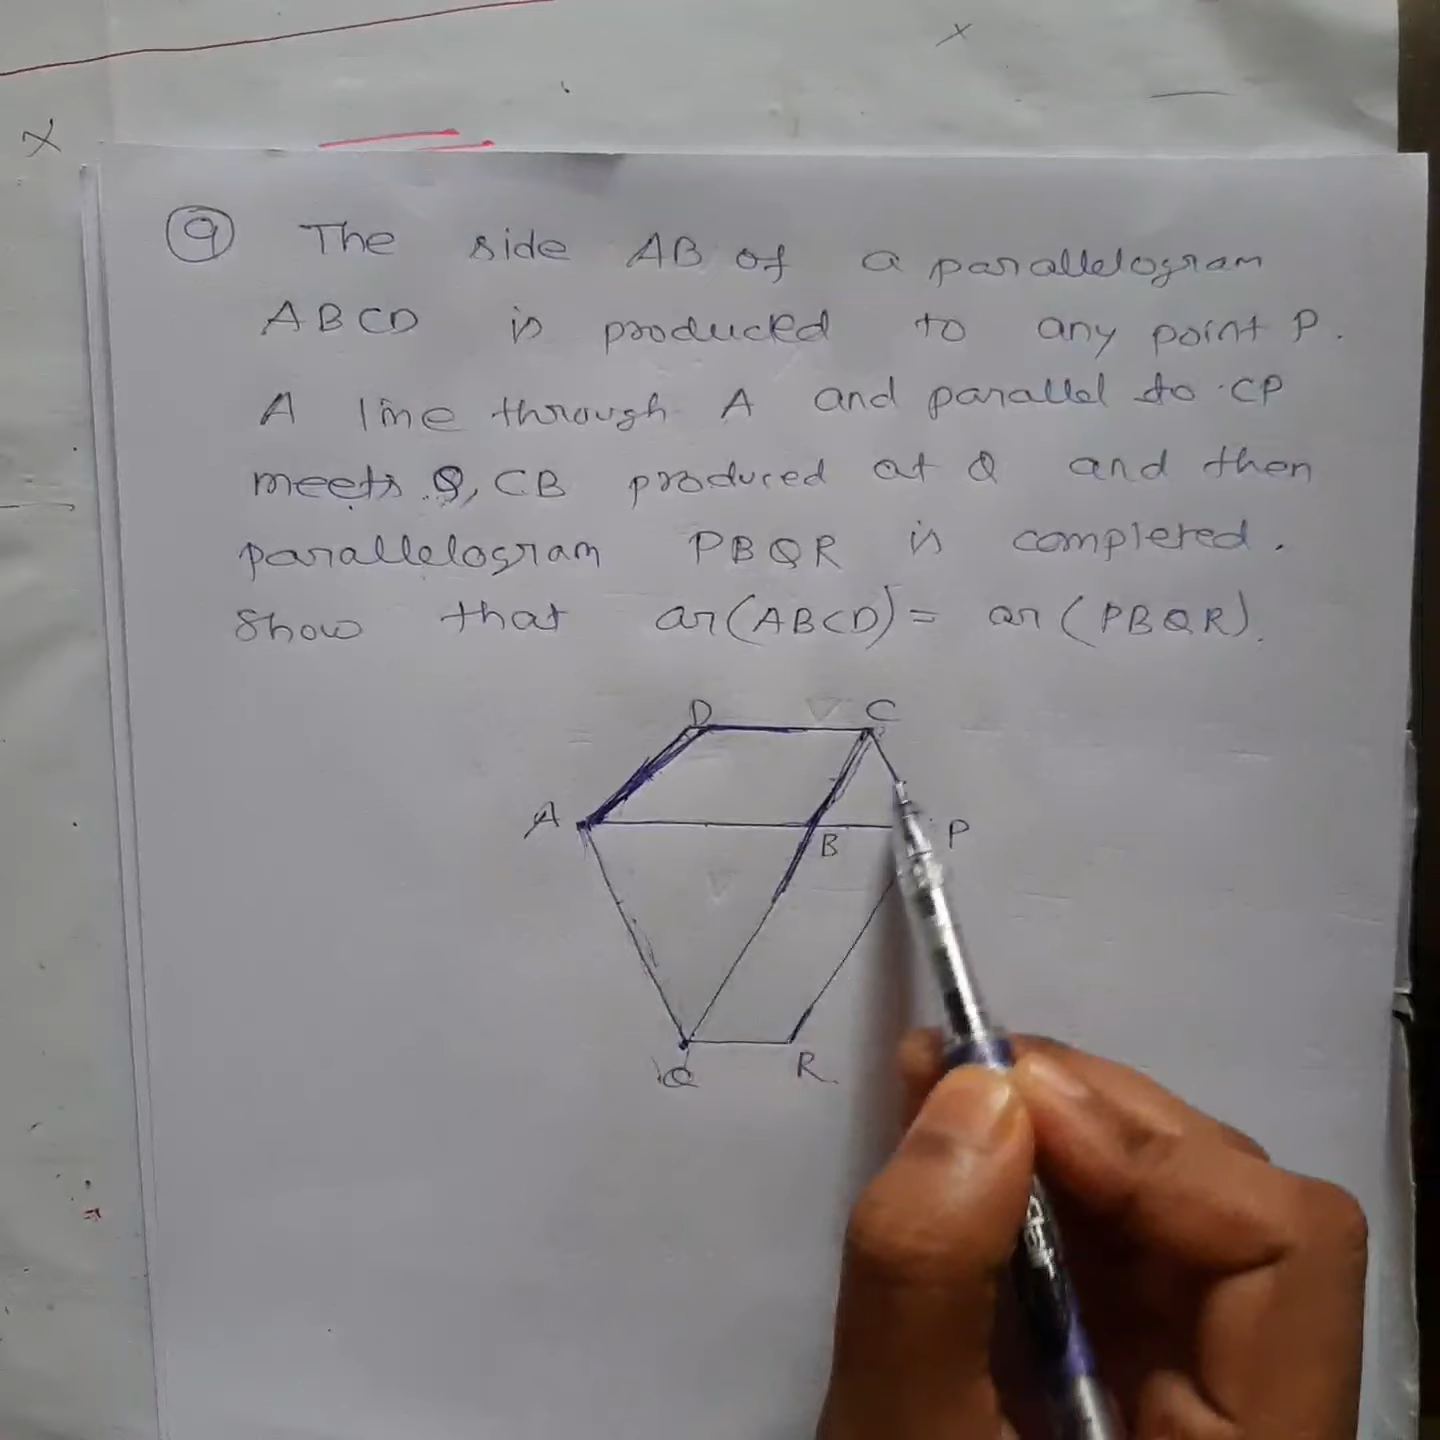 9 The side AB of a parallelogram
ABCD is produced to any point P.
A line through A and parallel to CP
meets Q, CB produced at Q and then
parallelogram PBQR is completed.
Show that ar(ABCD) = ar(PBQR).
D C
A B P
Q R